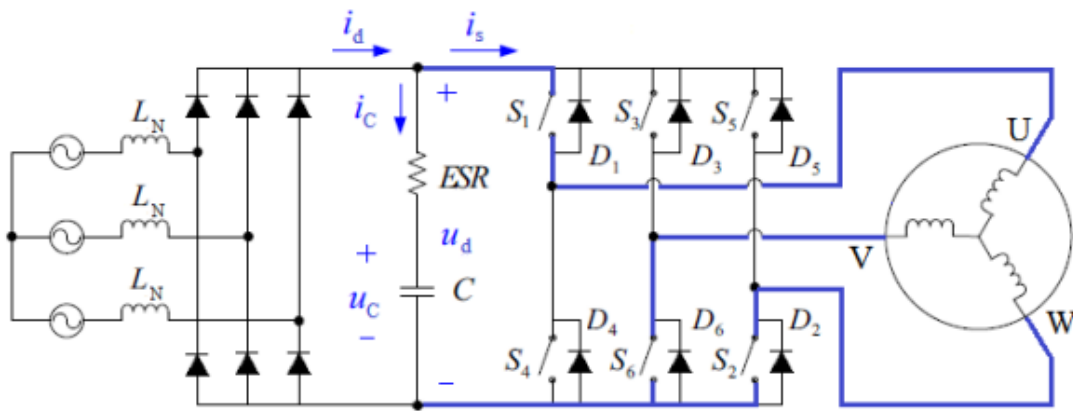 i_d i_s
L_N i_C + S_1 S_3 S_5 U
D_1 D_3 D_5
L_N ESR
+ u_d V
L_N u_C C
− D_4 D_6 D_2 W
− S_4 S_6 S_2